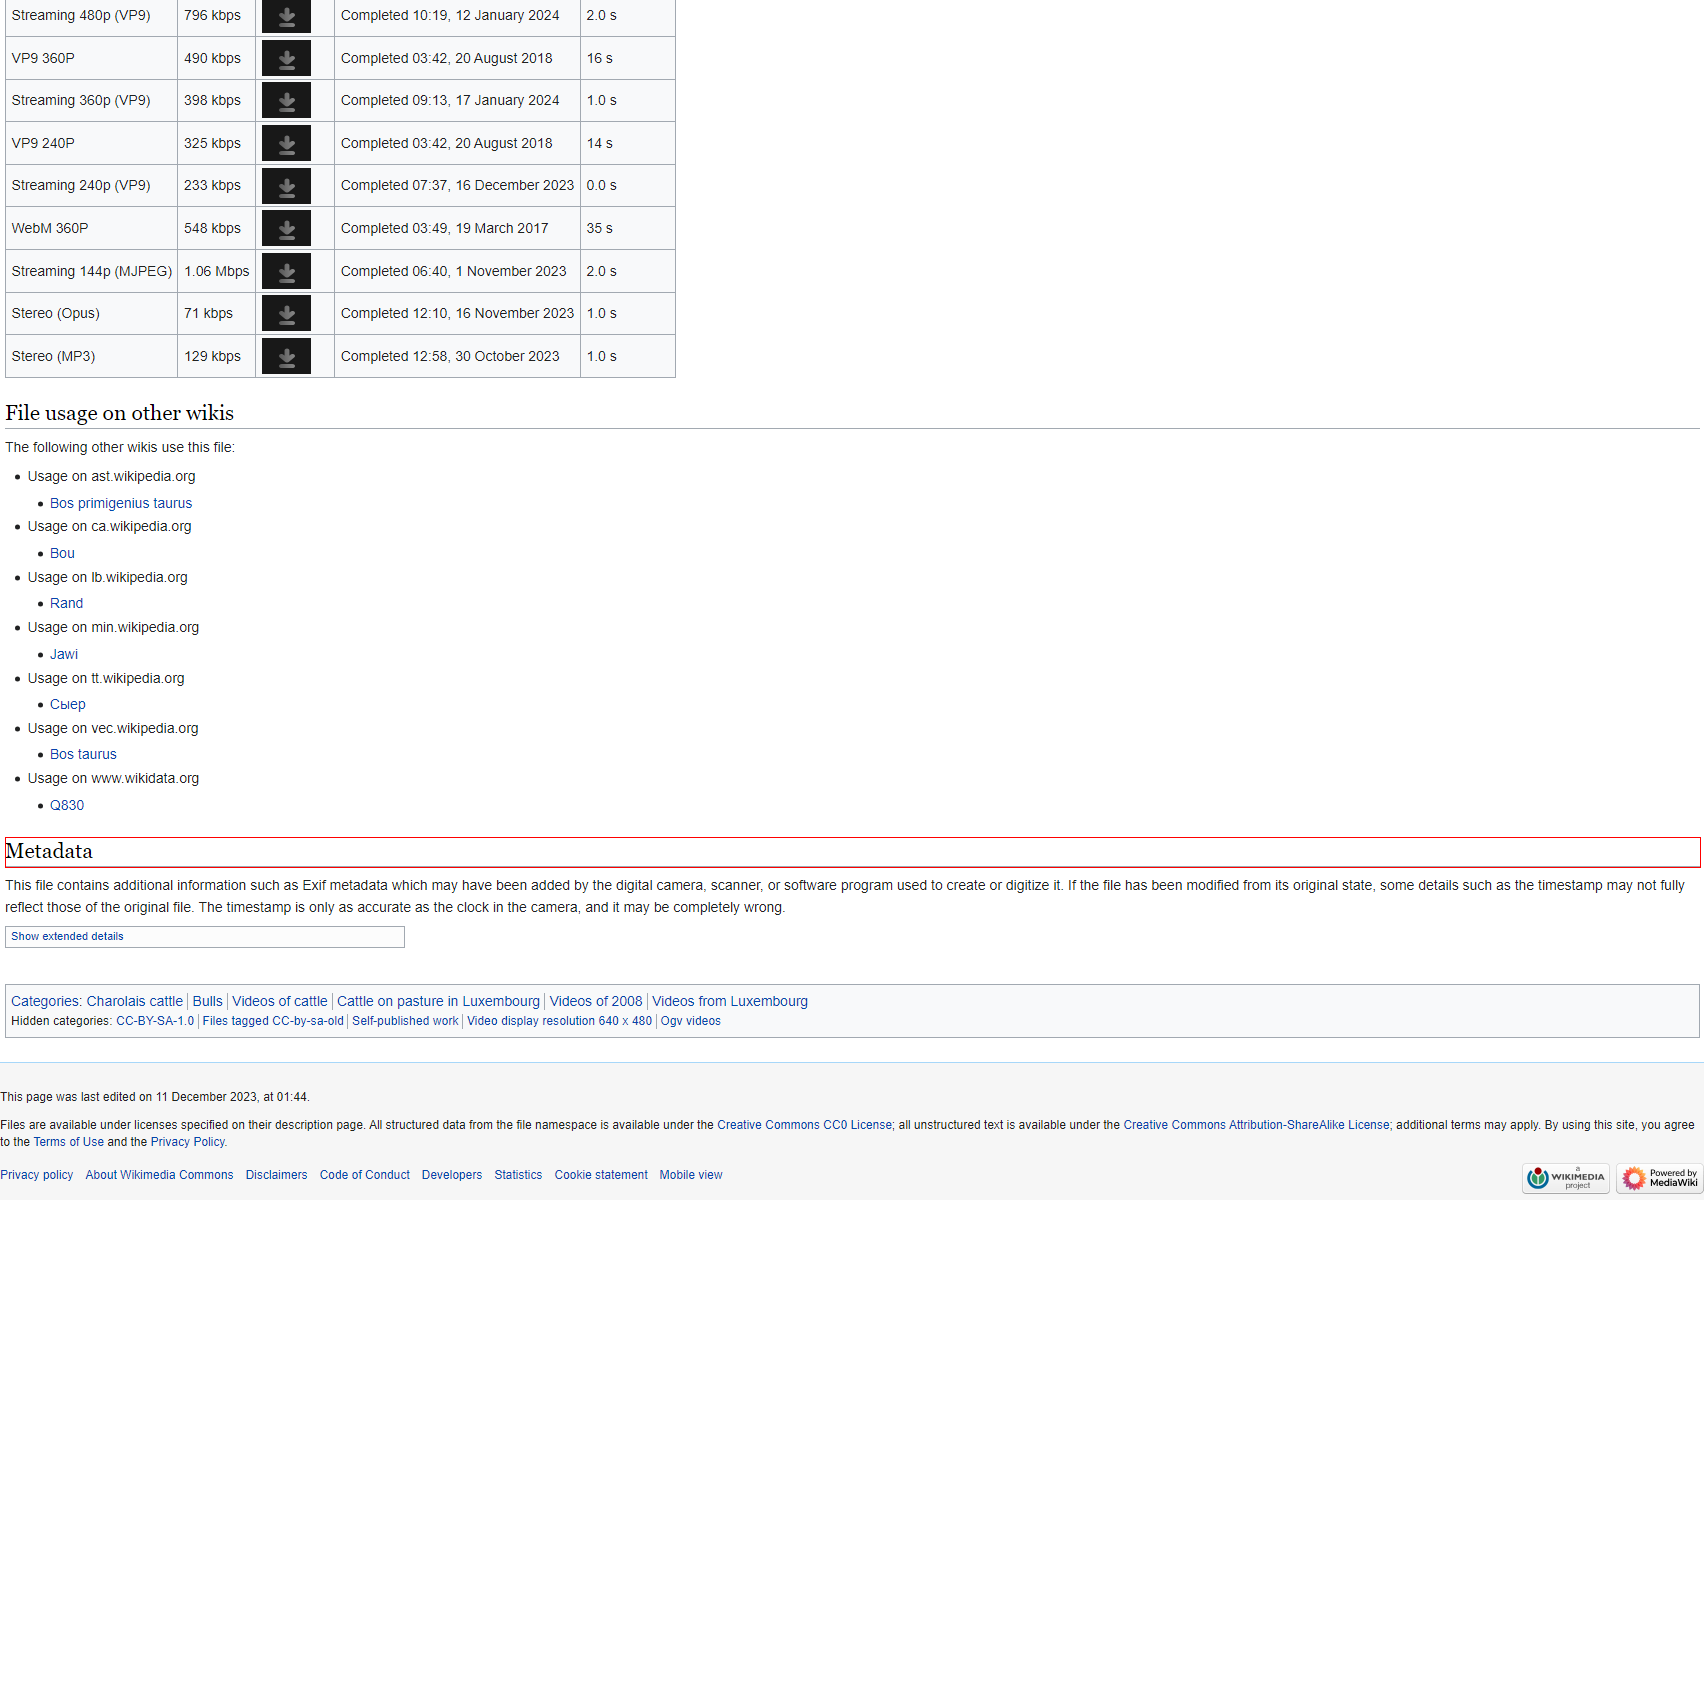 Streaming 480p (VP9) 796 kbps Completed 10:19, 12 January 2024 2.0 s
VP9 360P 490 kbps Completed 03:42, 20 August 2018 16 s
Streaming 360p (VP9) 398 kbps Completed 09:13, 17 January 2024 1.0 s
VP9 240P 325 kbps Completed 03:42, 20 August 2018 14 s
Streaming 240p (VP9) 233 kbps Completed 07:37, 16 December 2023 0.0 s
WebM 360P 548 kbps Completed 03:49, 19 March 2017 35 s
Streaming 144p (MJPEG) 1.06 Mbps Completed 06:40, 1 November 2023 2.0 s
Stereo (Opus) 71 kbps Completed 12:10, 16 November 2023 1.0 s
Stereo (MP3) 129 kbps Completed 12:58, 30 October 2023 1.0 s
File usage on other wikis
The following other wikis use this file:
Usage on ast.wikipedia.org
Bos primigenius taurus
Usage on ca.wikipedia.org
Bou
Usage on lb.wikipedia.org
Rand
Usage on min.wikipedia.org
Jawi
Usage on tt.wikipedia.org
Сыер
Usage on vec.wikipedia.org
Bos taurus
Usage on www.wikidata.org
Q830
Metadata
This file contains additional information such as Exif metadata which may have been added by the digital camera, scanner, or software program used to create or digitize it. If the file has been modified from its original state, some details such as the timestamp may not fully
reflect those of the original file. The timestamp is only as accurate as the clock in the camera, and it may be completely wrong.
Show extended details
Categories: Charolais cattle | Bulls | Videos of cattle | Cattle on pasture in Luxembourg | Videos of 2008 | Videos from Luxembourg
Hidden categories: CC-BY-SA-1.0 | Files tagged CC-by-sa-old | Self-published work | Video display resolution 640 x 480 | Ogv videos
This page was last edited on 11 December 2023, at 01:44.
Files are available under licenses specified on their description page. All structured data from the file namespace is available under the Creative Commons CC0 License; all unstructured text is available under the Creative Commons Attribution-ShareAlike License; additional terms may apply. By using this site, you agree
to the Terms of Use and the Privacy Policy.
Privacy policy About Wikimedia Commons Disclaimers Code of Conduct Developers Statistics Cookie statement Mobile view
a
WIKIMEDIA
project
Powered by
MediaWiki